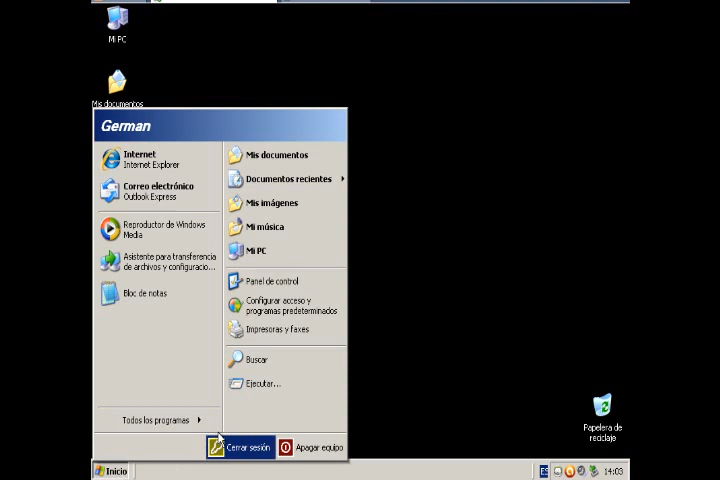 Mi PC
Mis documentos
German
Internet
Internet Explorer
Correo electrónico
Outlook Express
Reproductor de Windows
Media
Asistente para transferencia
de archivos y configuracio...
Bloc de notas
Todos los programas
Mis documentos
Documentos recientes
Mis imágenes
Mi música
Mi PC
Panel de control
Configurar acceso y
programas predeterminados
Impresoras y faxes
Buscar
Ejecutar...
Cerrar sesión
Apagar equipo
Papelera de
reciclaje
Inicio
ES
14:03